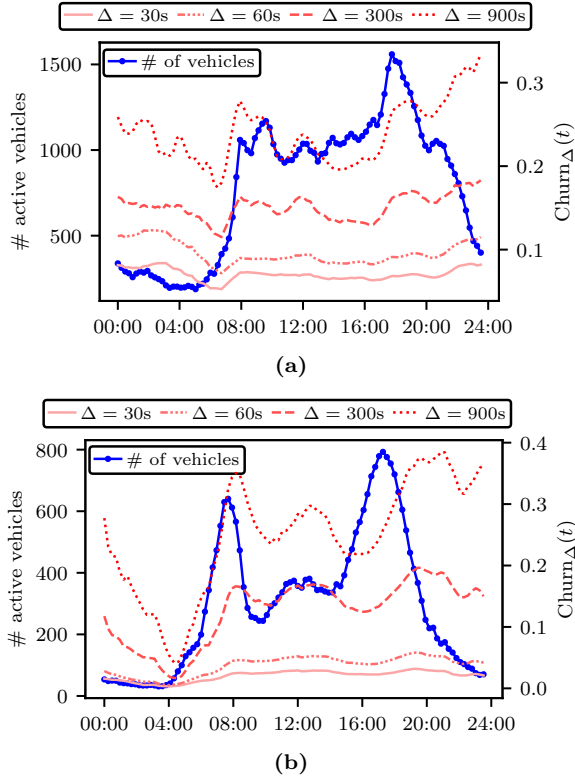 Δ = 30s Δ = 60s Δ = 300s Δ = 900s
# of vehicles
# active vehicles
1500
1000
500
0.3
0.2
0.1
Churn_Δ(t)
00:00 04:00 08:00 12:00 16:00 20:00 24:00
(a)
Δ = 30s Δ = 60s Δ = 300s Δ = 900s
# of vehicles
# active vehicles
800
600
400
200
0
0.4
0.3
0.2
0.1
0.0
Churn_Δ(t)
00:00 04:00 08:00 12:00 16:00 20:00 24:00
(b)